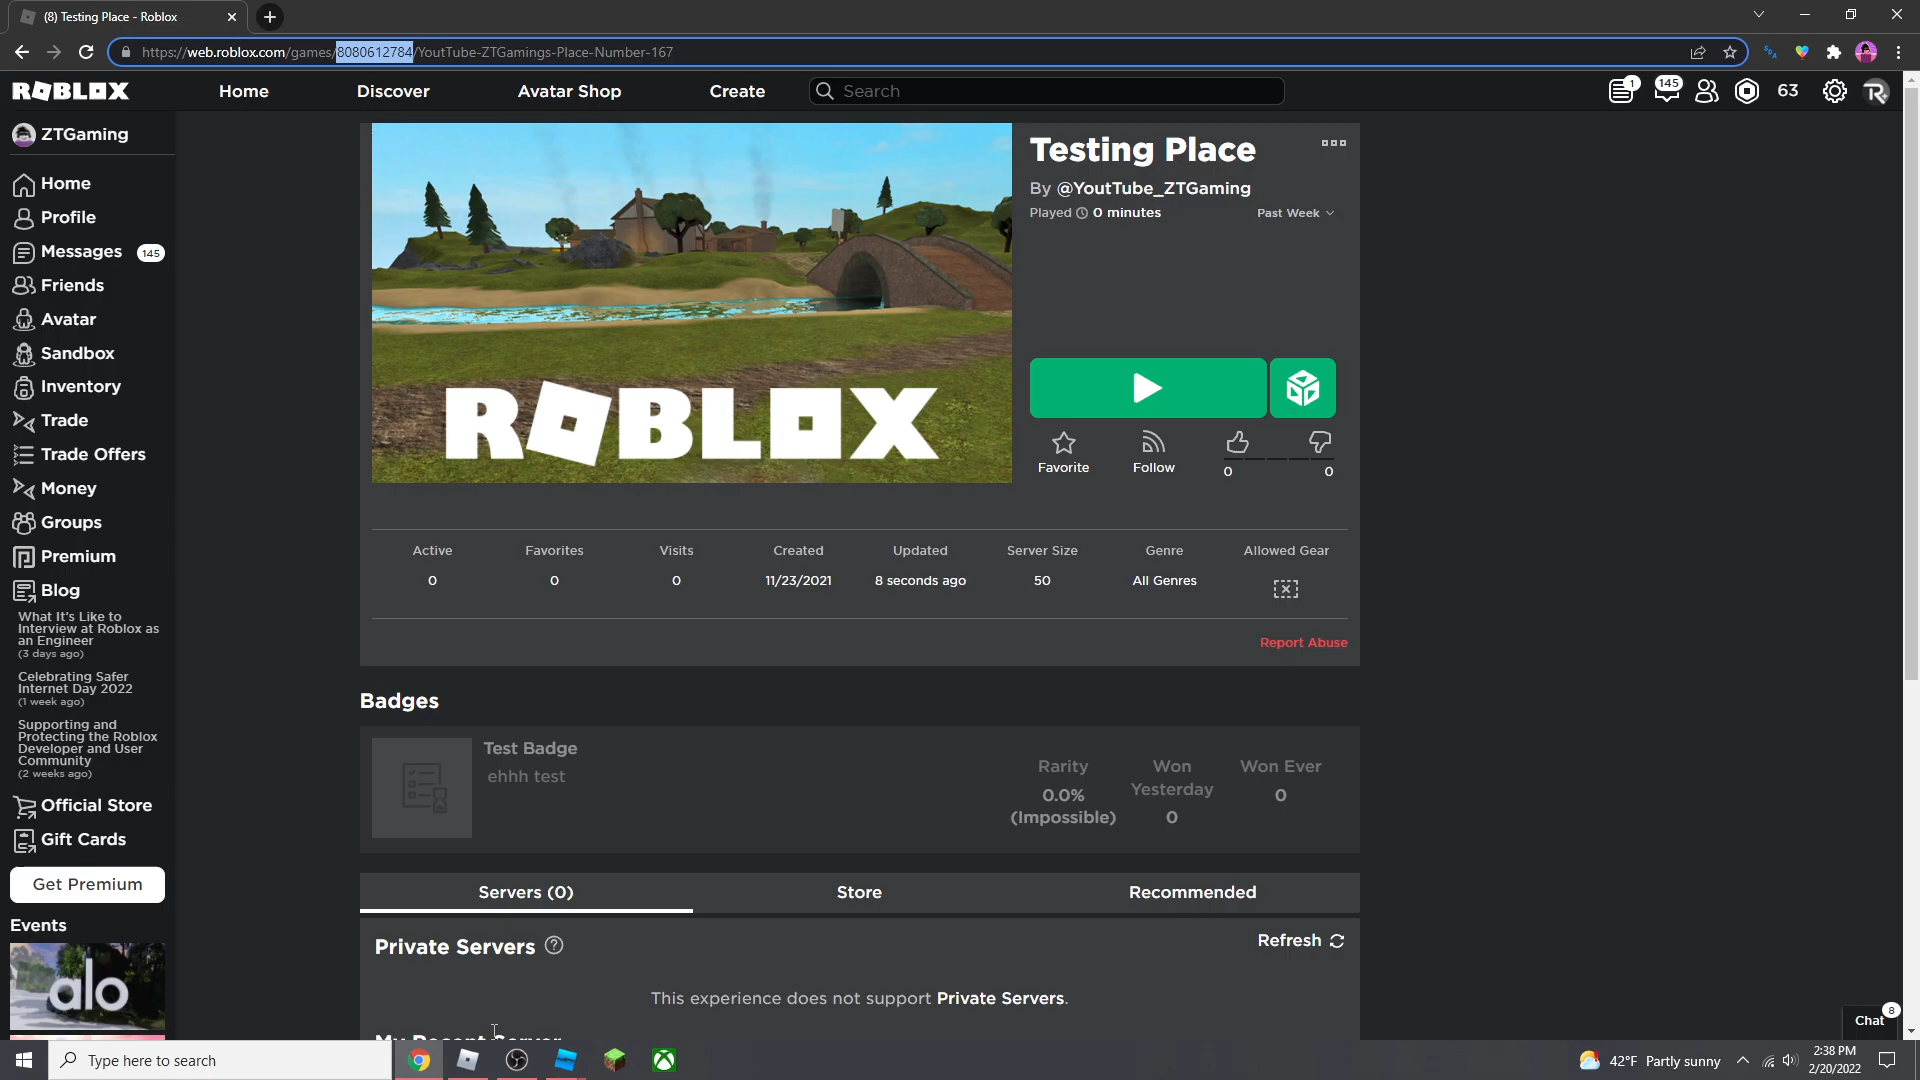 (8) Testing Place - Roblox
https://web.roblox.com/games/8080612784/YoutTube-ZTGamings-Place-Number-167
ROBLOX
Home
Discover
Avatar Shop
Create
Search
1
145
63
ZTGaming
Home
Profile
Messages 145
Friends
Avatar
Sandbox
Inventory
Trade
Trade Offers
Money
Groups
Premium
Blog
What It's Like to
Interview at Roblox as
an Engineer
(3 days ago)
Celebrating Safer
Internet Day 2022
(1 week ago)
Supporting and
Protecting the Roblox
Developer and User
Community
(2 weeks ago)
Official Store
Gift Cards
Get Premium
Events
alo
ROBLOX
Testing Place
By @YoutTube_ZTGaming
Played 0 minutes
Past Week
Favorite
Follow
0
0
Active
Favorites
Visits
Created
Updated
Server Size
Genre
Allowed Gear
0
0
0
11/23/2021
8 seconds ago
50
All Genres
Report Abuse
Badges
Test Badge
ehhh test
Rarity
0.0%
(Impossible)
Won
Yesterday
0
Won Ever
0
Servers (0)
Store
Recommended
Private Servers
Refresh
This experience does not support Private Servers.
My Recent Server
Chat 8
Type here to search
42°F Partly sunny
2:38 PM
2/20/2022